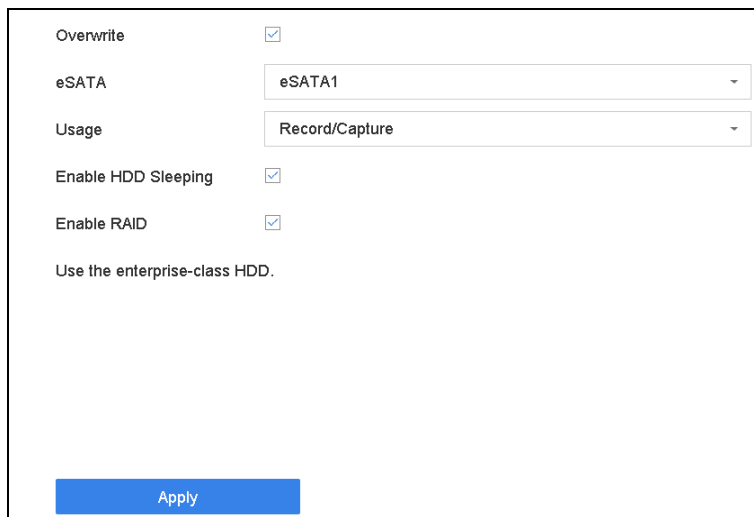 Overwrite
eSATA eSATA1
Usage Record/Capture
Enable HDD Sleeping
Enable RAID
Use the enterprise-class HDD.
Apply